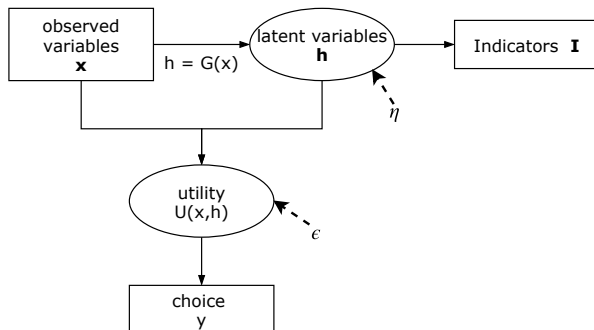 observed
variables
x
h = G(x)
latent variables
h
Indicators I
η
utility
U(x,h)
ϵ
choice
y